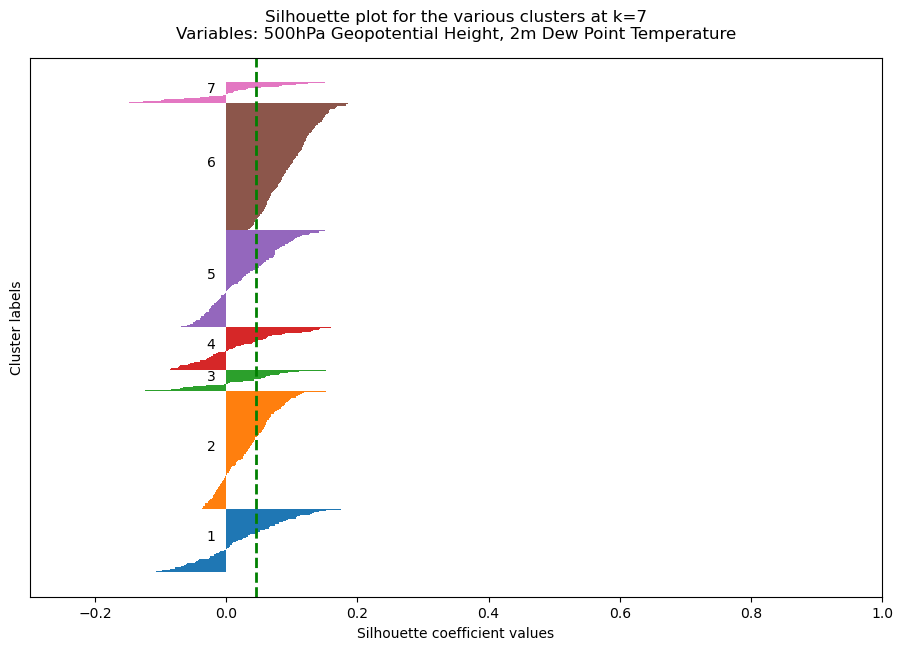 Silhouette plot for the various clusters at k=7
Variables: 500hPa Geopotential Height, 2m Dew Point Temperature
7
6
5
4
3
2
1
Cluster labels
−0.2 0.0 0.2 0.4 0.6 0.8 1.0
Silhouette coefficient values